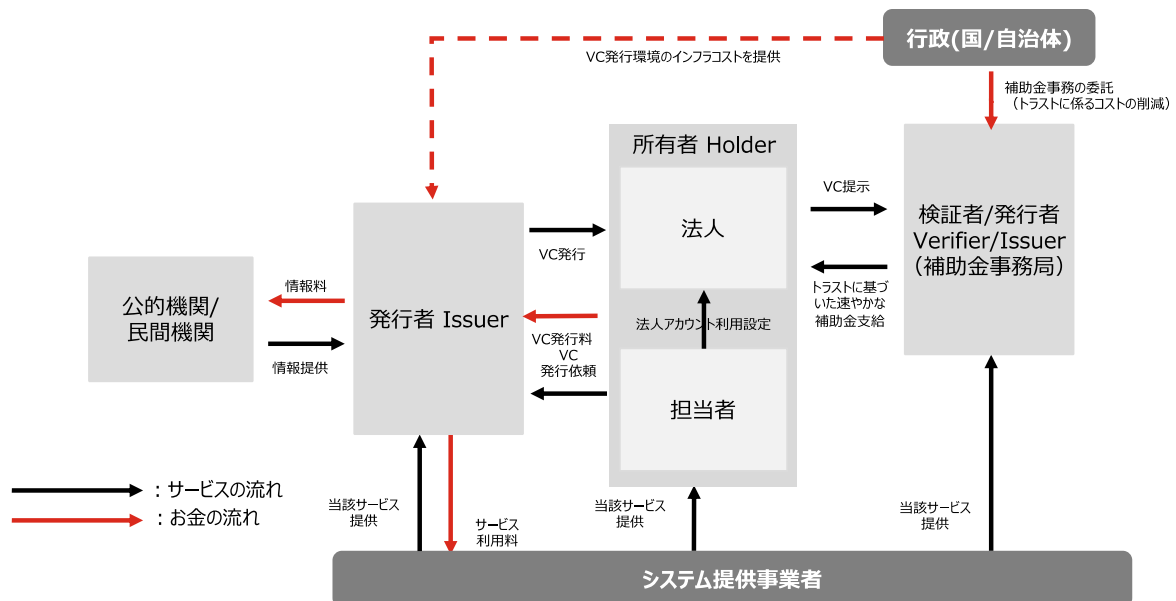 行政(国/自治体)
VC発行環境のインフラコストを提供
補助金事務の委託
（トラストに係るコストの削減）
所有者 Holder
法人
VC提示
検証者/発行者
Verifier/Issuer
（補助金事務局）
VC発行
公的機関/
民間機関
情報料
情報提供
発行者 Issuer
トラストに基づ
いた速やかな
補助金支給
法人アカウント利用設定
VC発行料
VC
発行依頼
担当者
：サービスの流れ
：お金の流れ
当該サービス
提供
サービス
利用料
当該サービス
提供
当該サービス
提供
システム提供事業者